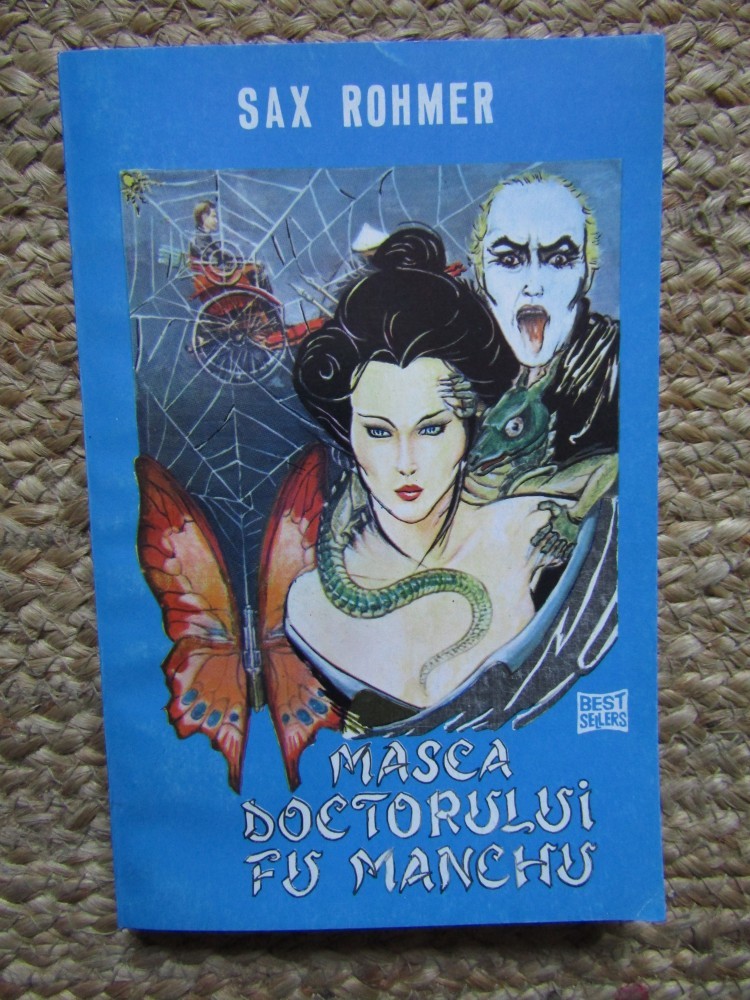 SAX ROHMER
BEST
SELLERS
MASCA
DOCTORULUI
FU MANCHU